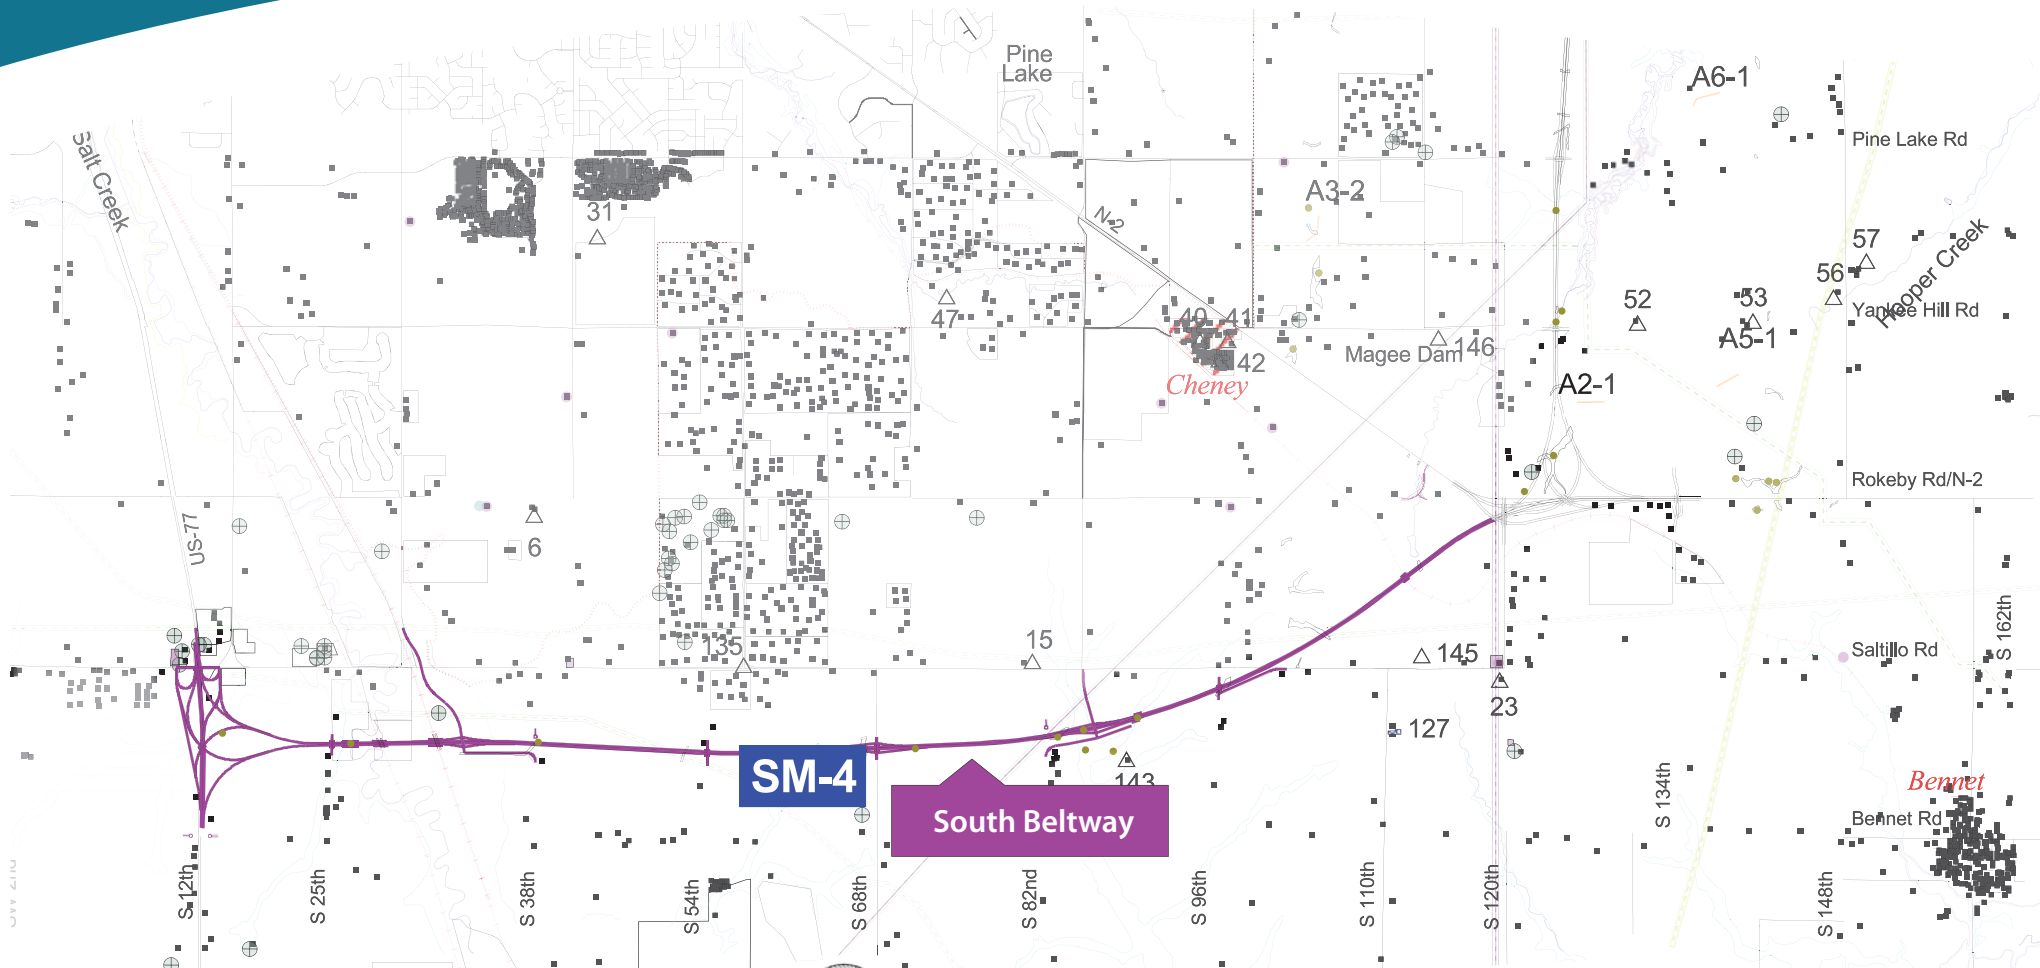 Pine
Lake
A6-1
Pine Lake Rd
Salt Creek
31
A3-2
N-2
57
56
Hooper Creek
Yankee Hill Rd
47
40
41
42
52
53
A5-1
Magee Dam
146
Cheney
A2-1
Rokeby Rd/N-2
US-77
6
135
15
145
23
127
143
Saltillo Rd
S 162th
SM-4
South Beltway
S 134th
Bennet
Bennet Rd
S 12th
S 25th
S 38th
S 54th
S 68th
S 82nd
S 96th
S 110th
S 120th
S 148th
SW 2nd